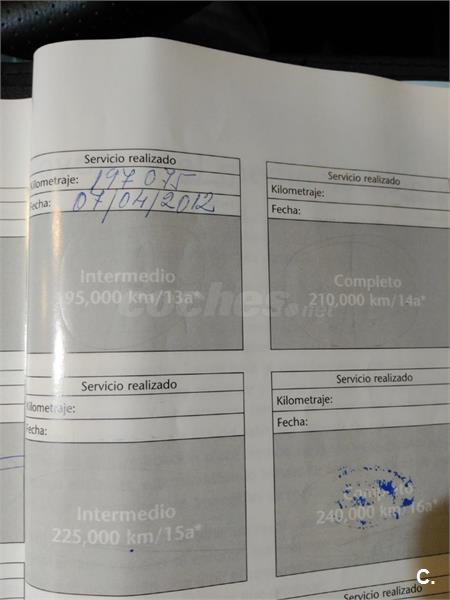 Servicio realizado
Kilometraje: 197 075
Fecha: 07/04/2012
Intermedio
195,000 km/13a*
Servicio realizado
Kilometraje:
Fecha:
Completo
210,000 km/14a*
coches.net
Servicio realizado
Kilometraje:
Fecha:
Intermedio
225,000 km/15a*
Servicio realizado
Kilometraje:
Fecha:
Completo
240,000 km/16a*
Servicio realizado
C.